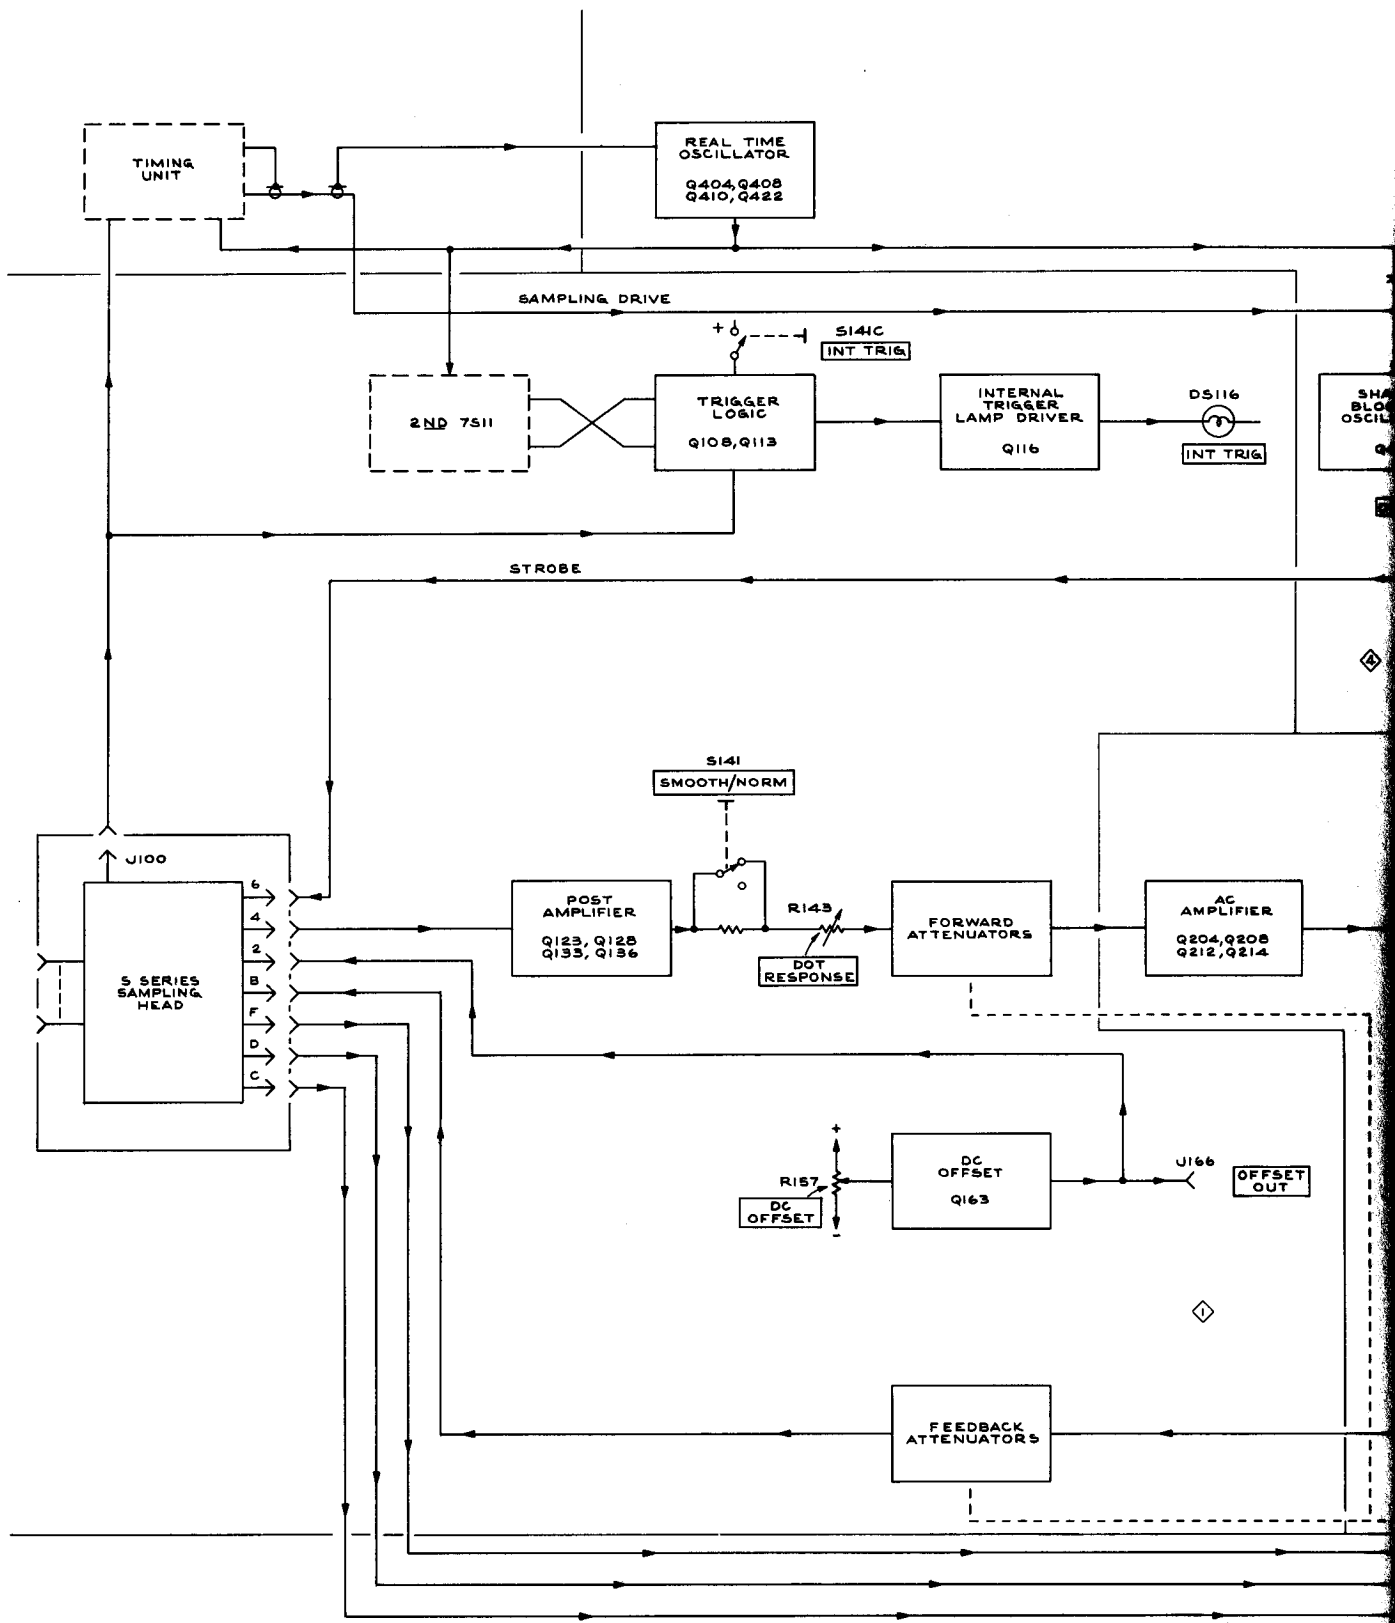 TIMING
UNIT
REAL TIME
OSCILLATOR
Q404,Q408
Q410,Q422
SAMPLING DRIVE
+
S141C
INT TRIG
2ND 7S11
TRIGGER
LOGIC
Q108,Q113
INTERNAL
TRIGGER
LAMP DRIVER
Q116
DS116
INT TRIG
STROBE
4
S141
SMOOTH/NORM
J100
6
4
2
B
F
D
C
S SERIES
SAMPLING
HEAD
POST
AMPLIFIER
Q123, Q128
Q133, Q136
R143
DOT
RESPONSE
FORWARD
ATTENUATORS
AC
AMPLIFIER
Q204,Q208
Q212,Q214
+
R157
DC
OFFSET
-
DC
OFFSET
Q163
J166
OFFSET
OUT
1
FEEDBACK
ATTENUATORS